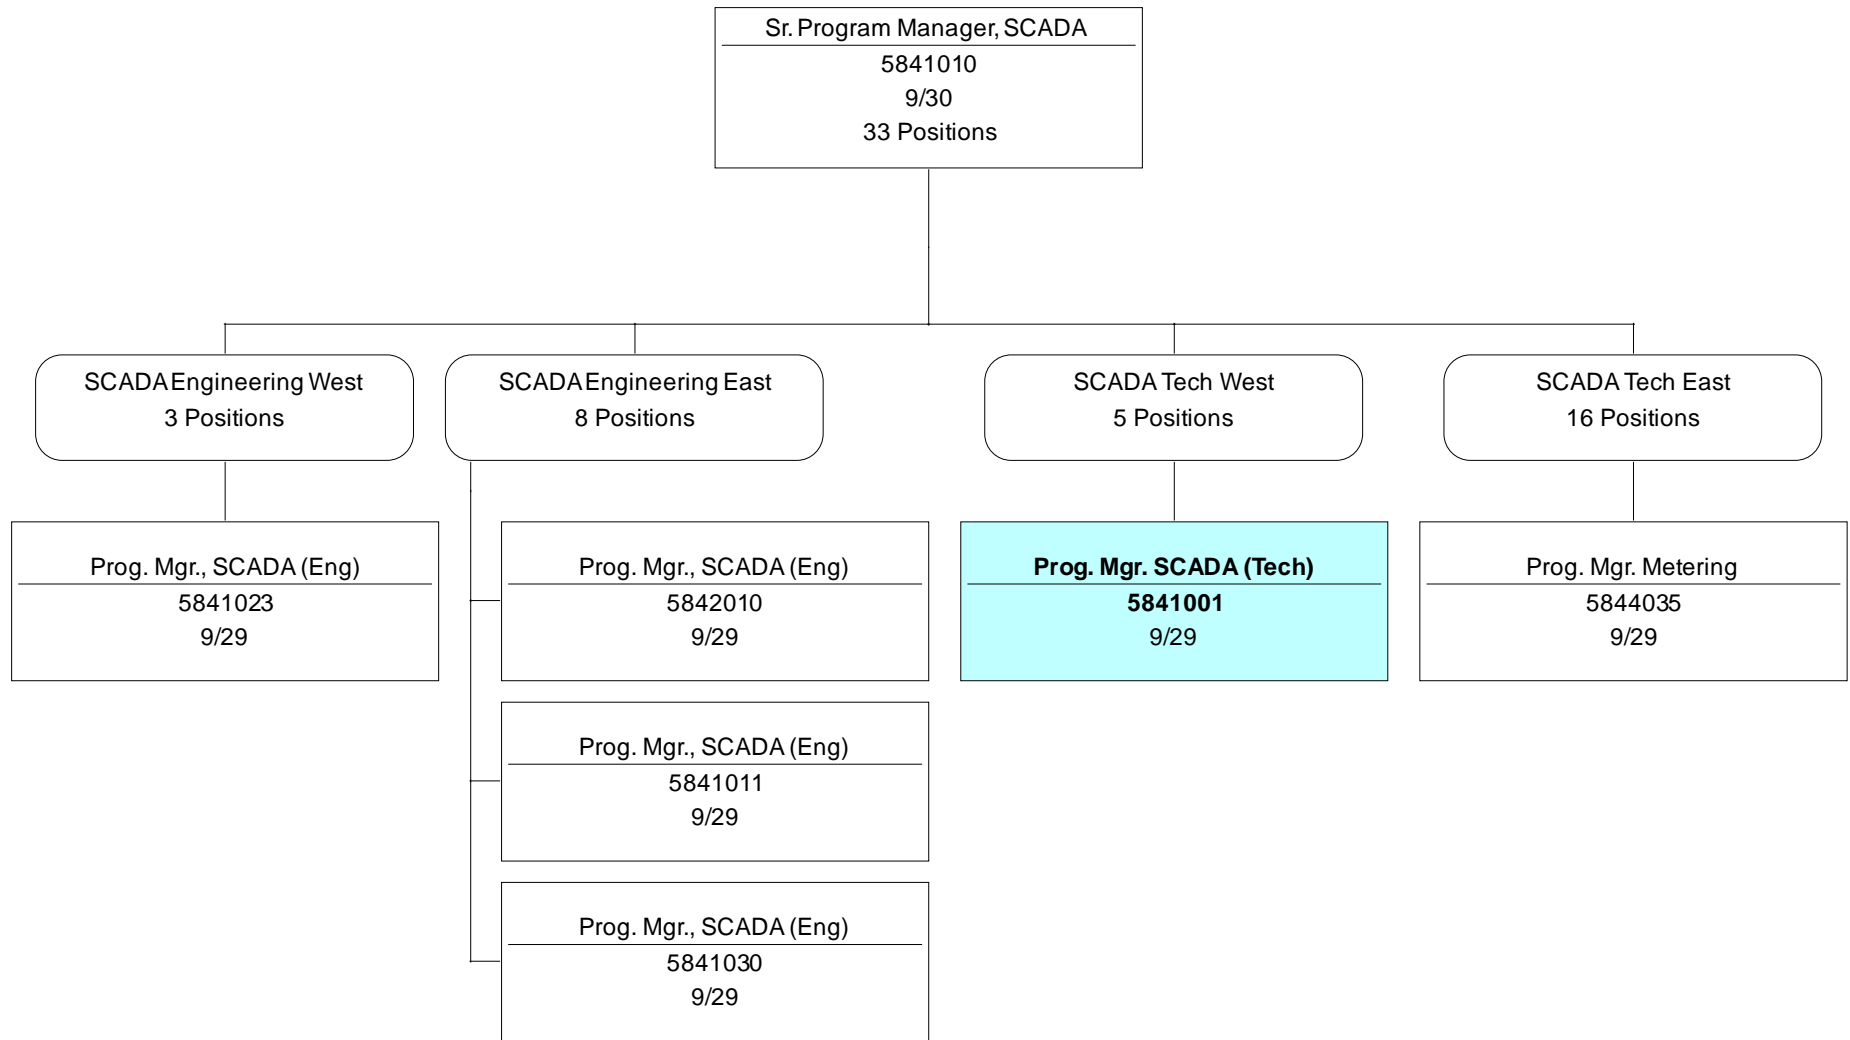 Sr. Program Manager, SCADA
5841010
9/30
33 Positions
SCADA Engineering West
3 Positions
SCADA Engineering East
8 Positions
SCADA Tech West
5 Positions
SCADA Tech East
16 Positions
Prog. Mgr., SCADA (Eng)
5841023
9/29
Prog. Mgr., SCADA (Eng)
5842010
9/29
Prog. Mgr., SCADA (Eng)
5841011
9/29
Prog. Mgr., SCADA (Eng)
5841030
9/29
Prog. Mgr. SCADA (Tech)
5841001
9/29
Prog. Mgr. Metering
5844035
9/29